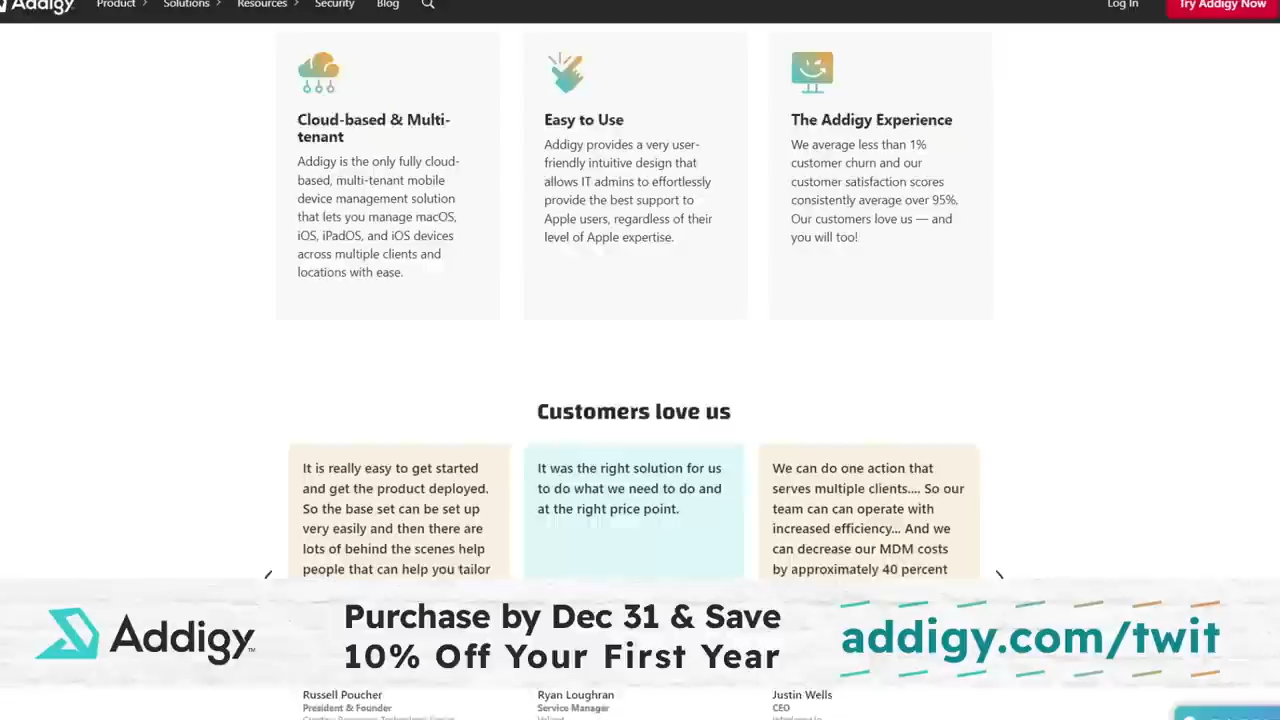 Addigy
Product
Solutions
Resources
Security
Blog
Log In
Try Addigy Now
Cloud-based & Multi-
tenant
Addigy is the only fully cloud-
based, multi-tenant mobile
device management solution
that lets you manage macOS,
iOS, iPadOS, and iOS devices
across multiple clients and
locations with ease.
Easy to Use
Addigy provides a very user-
friendly intuitive design that
allows IT admins to effortlessly
provide the best support to
Apple users, regardless of their
level of Apple expertise.
The Addigy Experience
We average less than 1%
customer churn and our
customer satisfaction scores
consistently average over 95%.
Our customers love us — and
you will too!
Customers love us
It is really easy to get started
and get the product deployed.
So the base set can be set up
very easily and then there are
lots of behind the scenes help
people that can help you tailor
It was the right solution for us
to do what we need to do and
at the right price point.
We can do one action that
serves multiple clients.... So our
team can can operate with
increased efficiency... And we
can decrease our MDM costs
by approximately 40 percent
Addigy™
Purchase by Dec 31 & Save
10% Off Your First Year
addigy.com/twit
Russell Poucher
President & Founder
Ryan Loughran
Service Manager
Justin Wells
CEO